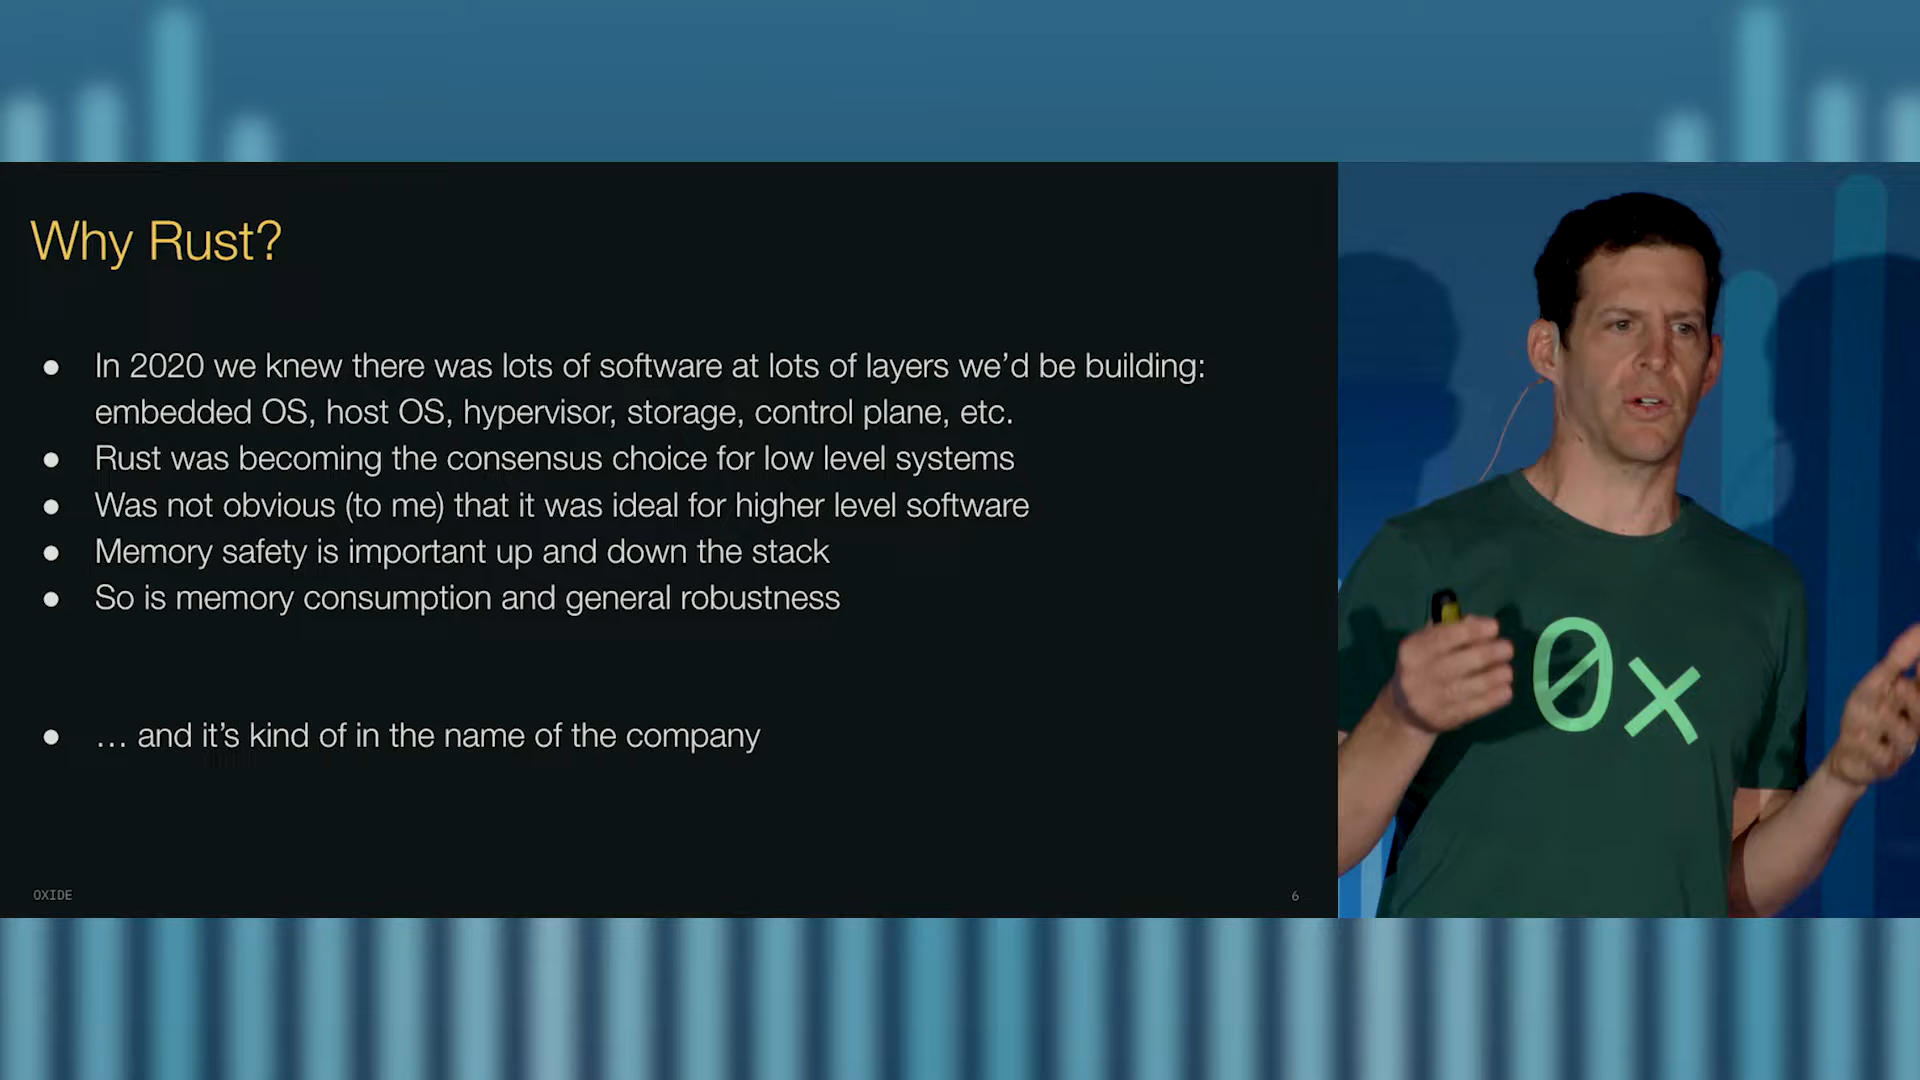 Why Rust?
● In 2020 we knew there was lots of software at lots of layers we’d be building:
embedded OS, host OS, hypervisor, storage, control plane, etc.
● Rust was becoming the consensus choice for low level systems
● Was not obvious (to me) that it was ideal for higher level software
● Memory safety is important up and down the stack
● So is memory consumption and general robustness
● … and it’s kind of in the name of the company
OXIDE
6
0x